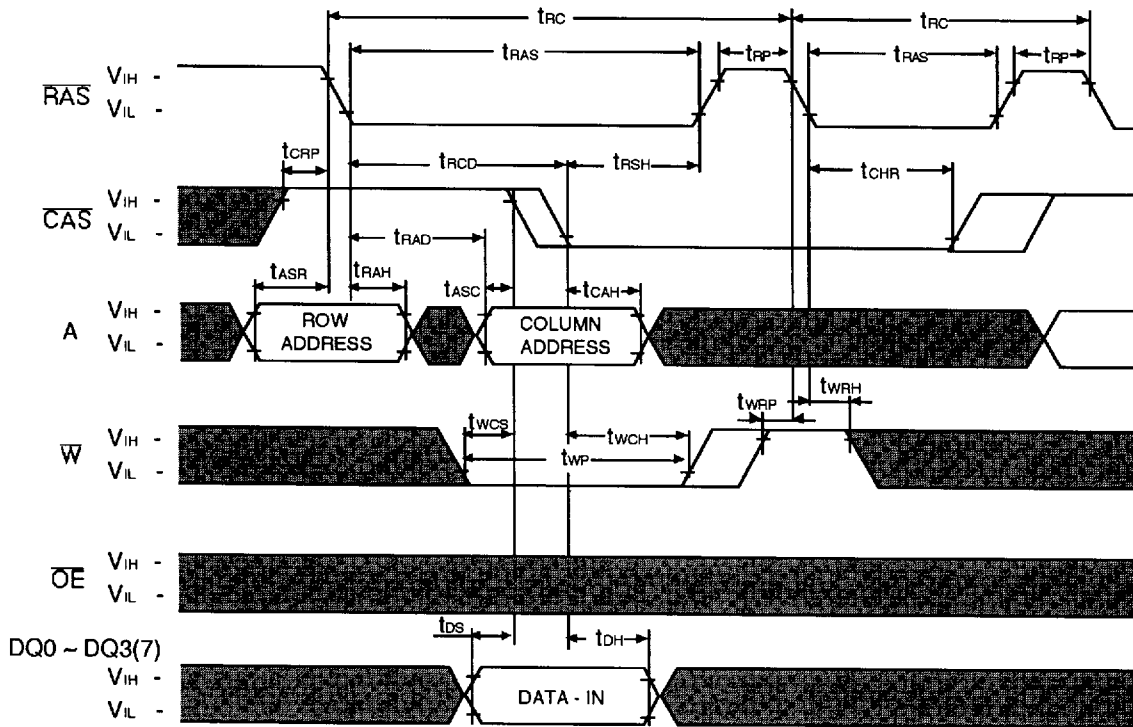 tRC tRC
tRAS tRP tRAS tRP
VIH -
RAS
VIL -
tCRP tRCD tRSH tCHR
VIH -
CAS
VIL -
tRAD
tASR tRAH tASC tCAH
VIH -
A
VIL -
ROW ADDRESS
COLUMN ADDRESS
tWRP tWRH
tWCS tWCH
VIH -
W
VIL -
tWP
VIH -
OE
VIL -
tDS tDH
DQ0 ~ DQ3(7)
VIH -
VIL -
DATA - IN